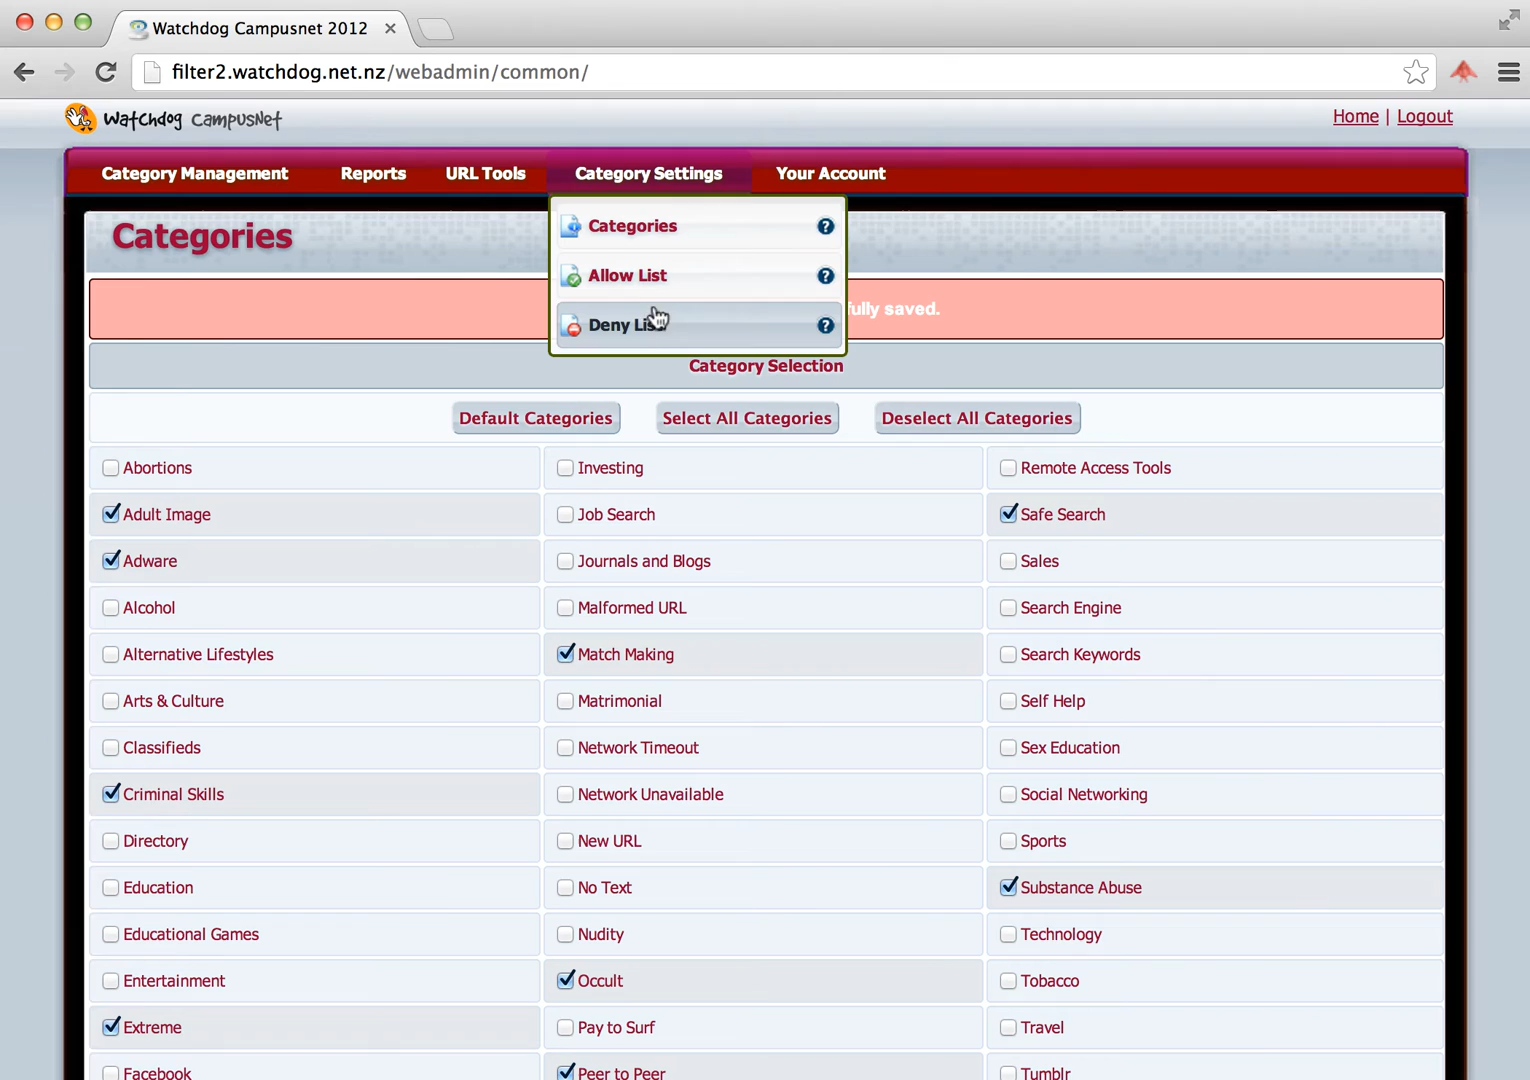 Watchdog Campusnet 2012
filter2.watchdog.net.nz/webadmin/common/
Watchdog CampusNet
Home | Logout
Category Management Reports URL Tools Category Settings Your Account
Categories
Categories ?
Allow List ?
Deny List ?
fully saved.
Category Selection
Default Categories Select All Categories Deselect All Categories
Abortions Investing Remote Access Tools
Adult Image Job Search Safe Search
Adware Journals and Blogs Sales
Alcohol Malformed URL Search Engine
Alternative Lifestyles Match Making Search Keywords
Arts & Culture Matrimonial Self Help
Classifieds Network Timeout Sex Education
Criminal Skills Network Unavailable Social Networking
Directory New URL Sports
Education No Text Substance Abuse
Educational Games Nudity Technology
Entertainment Occult Tobacco
Extreme Pay to Surf Travel
Facebook Peer to Peer Tumblr